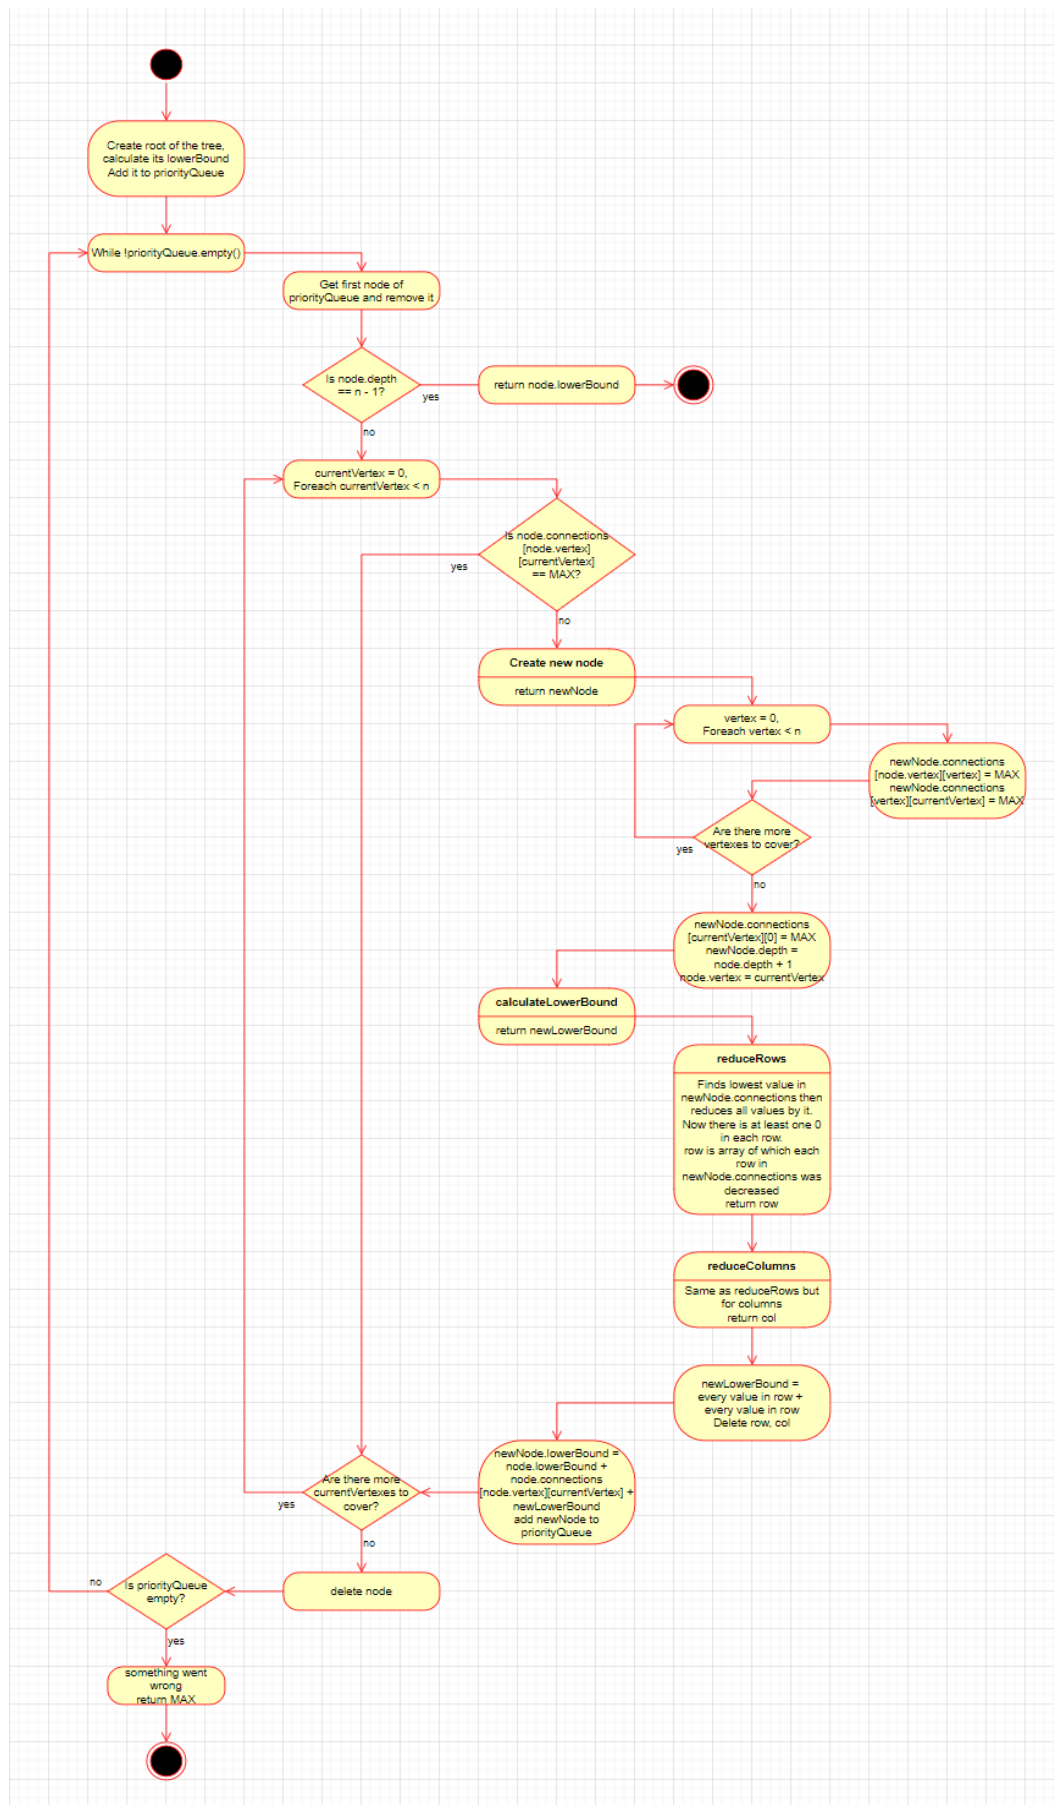 Create root of the tree,
calculate its lowerBound
Add it to priorityQueue
While !priorityQueue.empty()
Get first node of
priorityQueue and remove it
Is node.depth
== n - 1?
yes
return node.lowerBound
no
currentVertex = 0,
Foreach currentVertex < n
Is node.connections
[node.vertex]
[currentVertex]
== MAX?
yes
no
Create new node
return newNode
vertex = 0,
Foreach vertex < n
newNode.connections
[node.vertex][vertex] = MAX
newNode.connections
[vertex][currentVertex] = MAX
Are there more
vertexes to cover?
yes
no
newNode.connections
[currentVertex][0] = MAX
newNode.depth =
node.depth + 1
node.vertex = currentVertex
calculateLowerBound
return newLowerBound
reduceRows
Finds lowest value in
newNode.connections then
reduces all values by it.
Now there is at least one 0
in each row.
row is array of which each
row in
newNode.connections was
decreased
return row
reduceColumns
Same as reduceRows but
for columns
return col
newLowerBound =
every value in row +
every value in row
Delete row, col
newNode.lowerBound =
node.lowerBound +
node.connections
[node.vertex][currentVertex] +
newLowerBound
add newNode to
priorityQueue
Are there more
currentVertexes to
cover?
yes
no
delete node
Is priorityQueue
empty?
no
yes
something went
wrong
return MAX